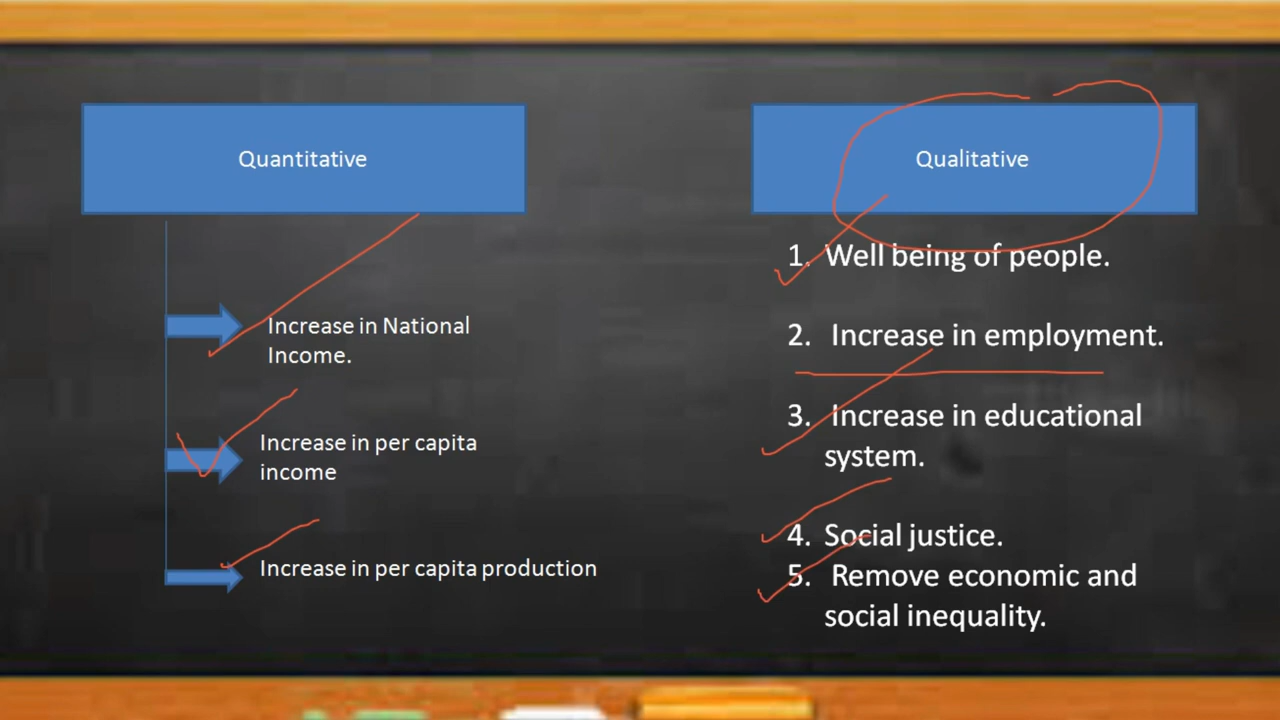 Quantitative
Increase in National
Income.
Increase in per capita
income
Increase in per capita production
Qualitative
1. Well being of people.
2. Increase in employment.
3. Increase in educational
system.
4. Social justice.
5. Remove economic and
social inequality.